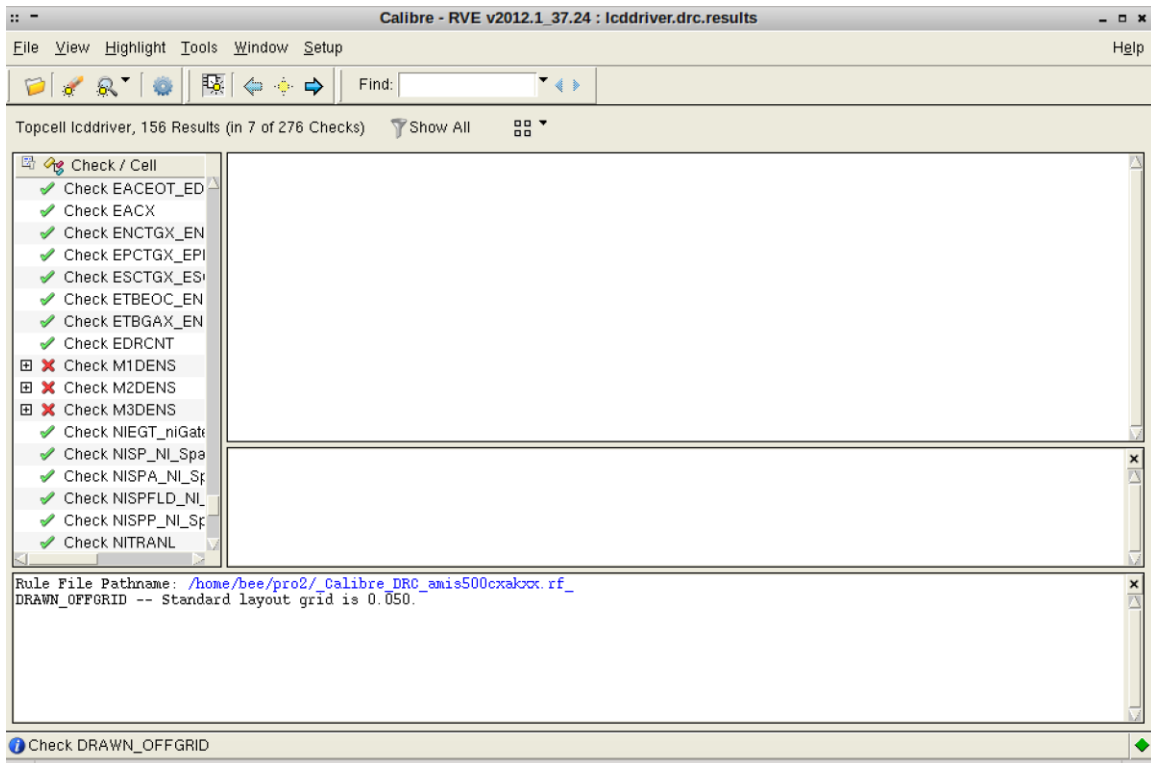 Calibre - RVE v2012.1_37.24 : lcddriver.drc.results
File View Highlight Tools Window Setup Help
Find:
Topcell lcddriver, 156 Results (in 7 of 276 Checks) Show All
Check / Cell
Check EACEOT_ED
Check EACX
Check ENCTGX_EN
Check EPCTGX_EPI
Check ESCTGX_ES
Check ETBEOC_EN
Check ETBGAX_EN
Check EDRCNT
Check M1DENS
Check M2DENS
Check M3DENS
Check NIEGT_niGate
Check NISP_NI_Spa
Check NISPA_NI_Sp
Check NISPFLD_NI_
Check NISPP_NI_Sp
Check NITRANL
Rule File Pathname: /home/bee/pro2/_Calibre_DRC_amis500cxakxx.rf_
DRAWN_OFFGRID -- Standard layout grid is 0.050.
Check DRAWN_OFFGRID